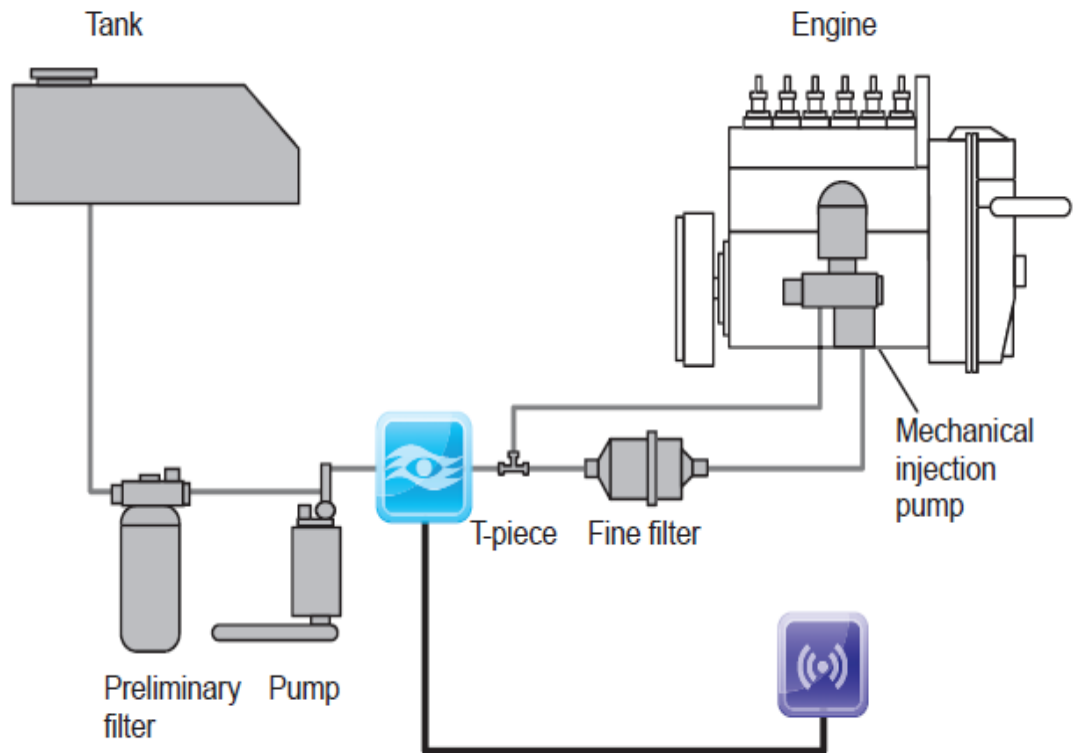 Tank
Engine
Mechanical
injection
pump
T-piece
Fine filter
Preliminary
filter
Pump